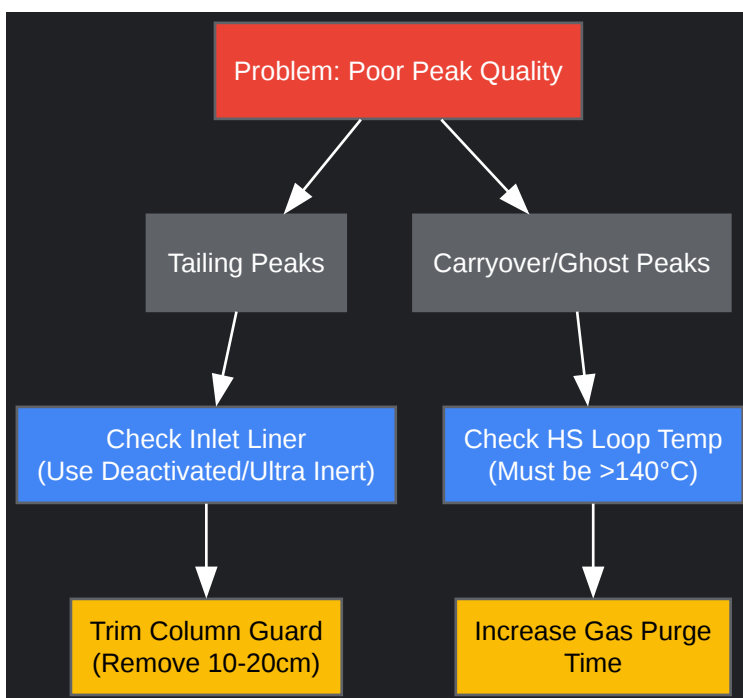 Problem: Poor Peak Quality
Tailing Peaks
Carryover/Ghost Peaks
Check Inlet Liner
(Use Deactivated/Ultra Inert)
Check HS Loop Temp
(Must be >140°C)
Trim Column Guard
(Remove 10-20cm)
Increase Gas Purge
Time